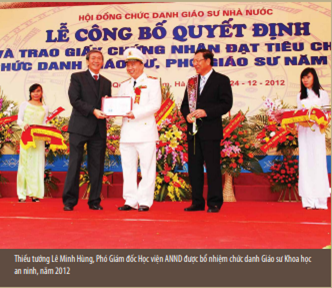 HỘI ĐỒNG CHỨC DANH GIÁO SƯ NHÀ NƯỚC
LỄ CÔNG BỐ QUYẾT ĐỊNH
VÀ TRAO GIẤY CHỨNG NHẬN ĐẠT TIÊU CH
HỨC DANH GIÁO SƯ, PHÓ GIÁO SƯ NĂM
24 - 12 - 2012
Thiếu tướng Lê Minh Hùng, Phó Giám đốc Học viện ANND được bổ nhiệm chức danh Giáo sư Khoa học
an ninh, năm 2012